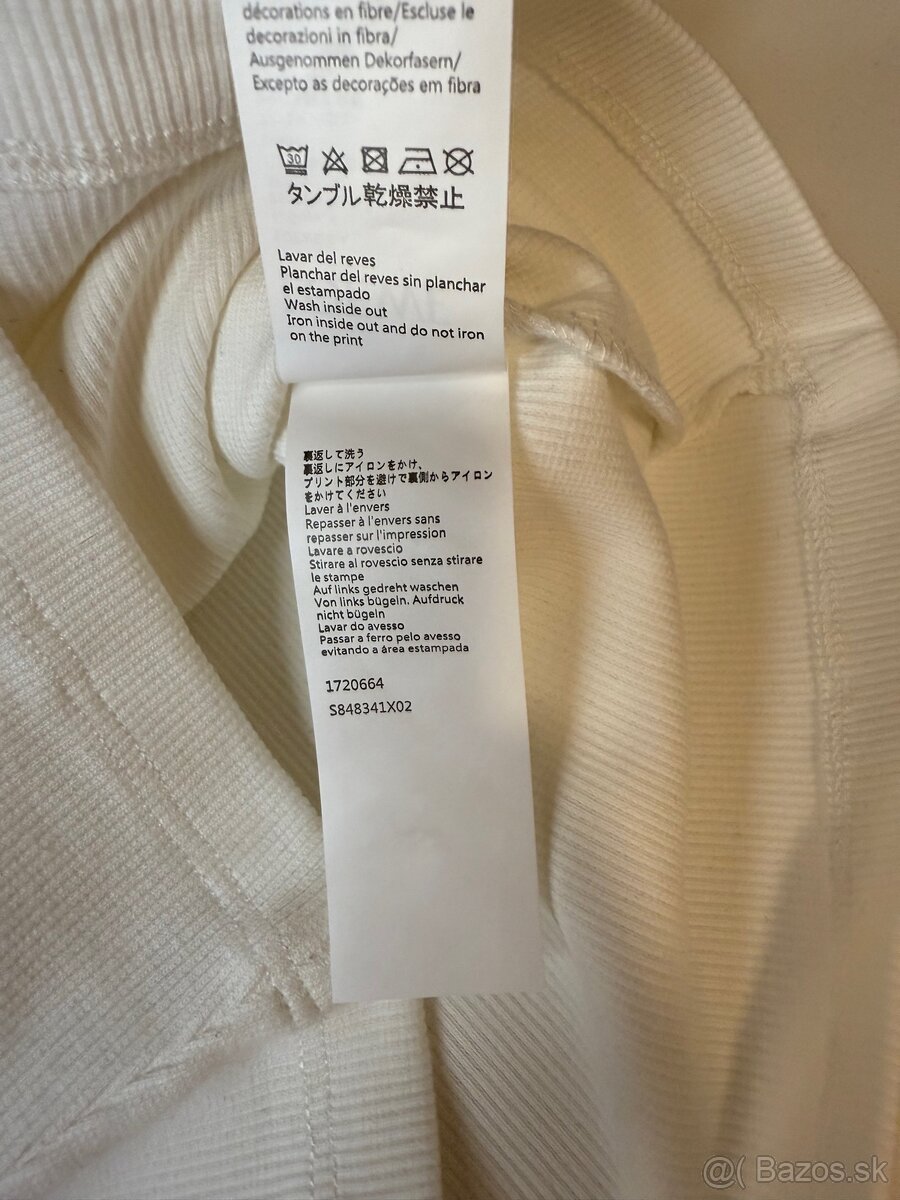 décorations en fibre/Escluse le
decorazioni in fibra/
Ausgenommen Dekorfasern/
Excepto as decorações em fibra
30
タンブル乾燥禁止
Lavar del reves
Planchar del reves sin planchar
el estampado
Wash inside out
Iron inside out and do not iron
on the print
裏返して洗う
裏返しにアイロンをかけ、
プリント部分を避けて裏側からアイロン
をかけてください
Laver à l'envers
Repasser à l'envers sans
repasser sur l'impression
Lavare a rovescio
Stirare al rovescio senza stirare
le stampe
Auf links gedreht waschen
Von links bügeln. Aufdruck
nicht bügeln
Lavar do avesso
Passar a ferro pelo avesso
evitando a área estampada
1720664
S848341X02
@( Bazos.sk